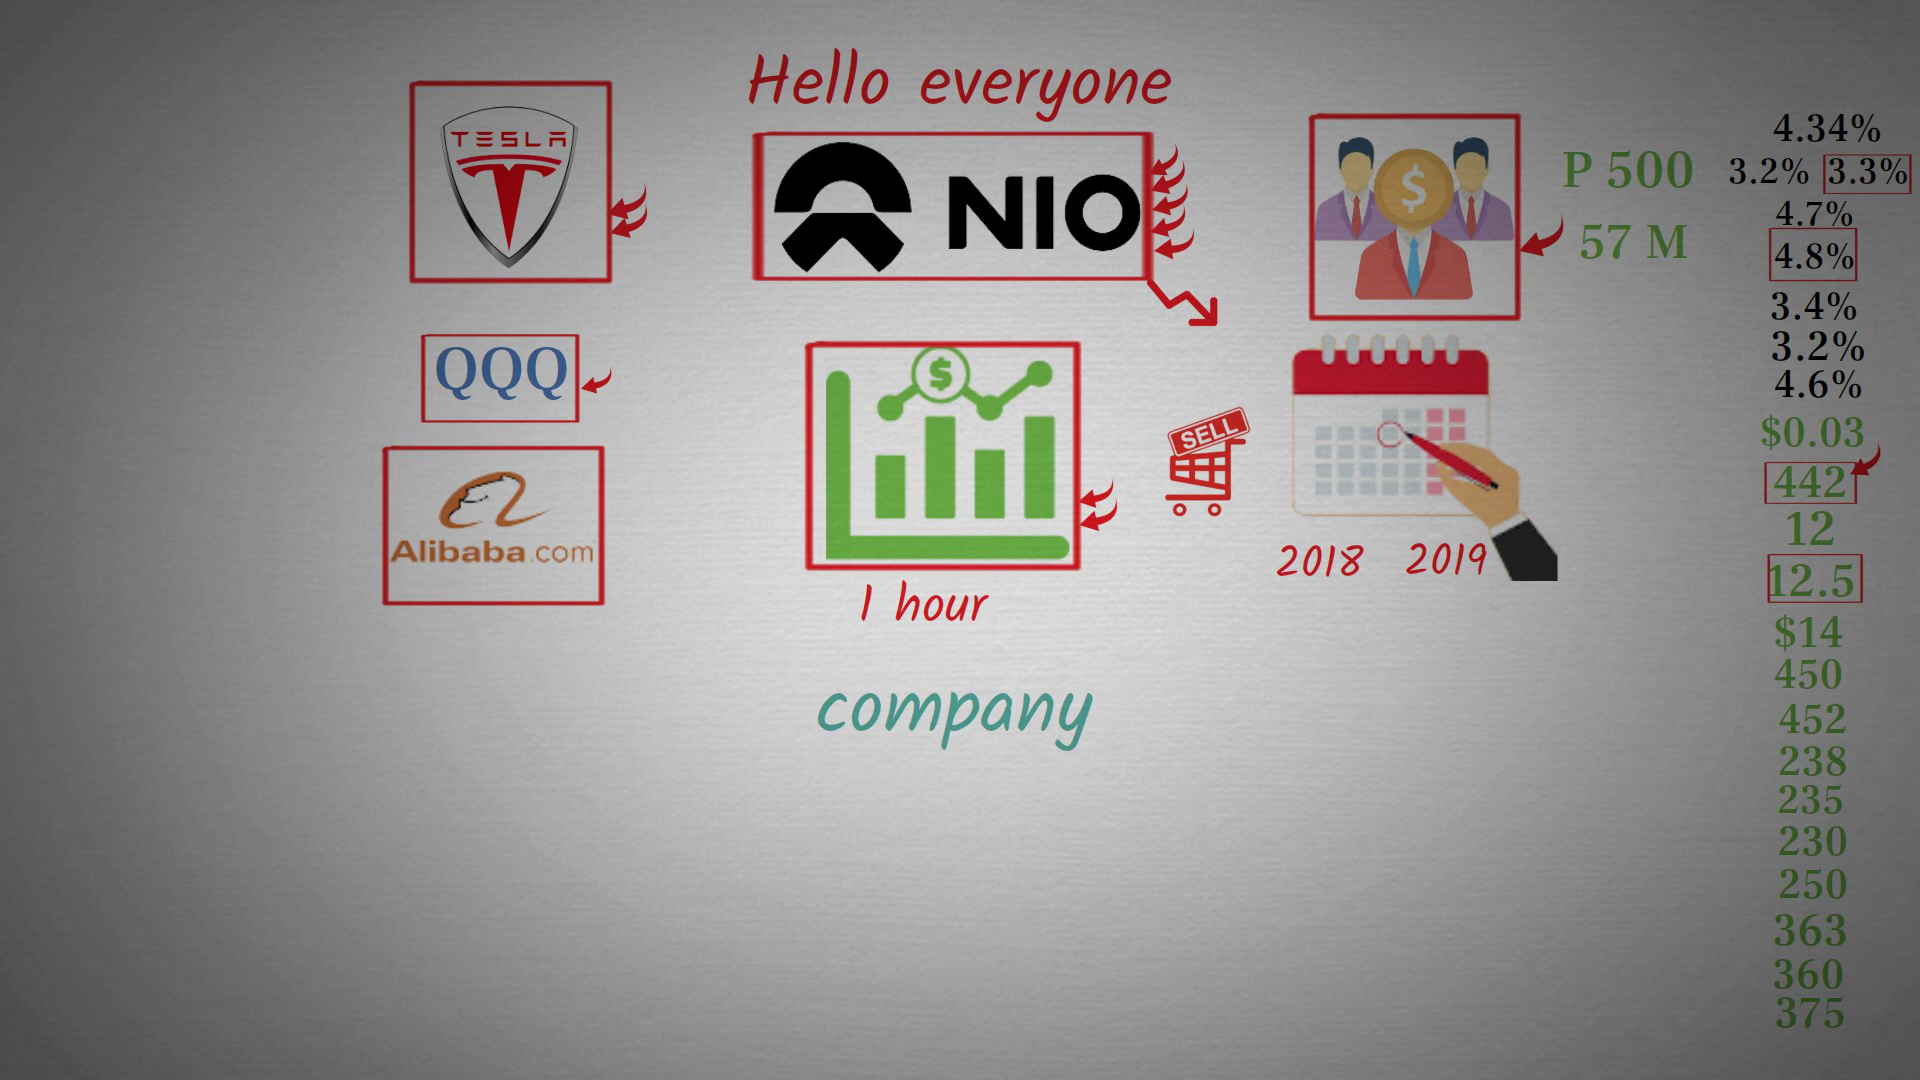 Hello everyone
TESLA
NIO
$
P 500
57 M
QQQ
Alibaba.com
$
1 hour
SELL
2018 2019
company
4.34%
3.2% 3.3%
4.7%
4.8%
3.4%
3.2%
4.6%
$0.03
442
12
12.5
$14
450
452
238
235
230
250
363
360
375